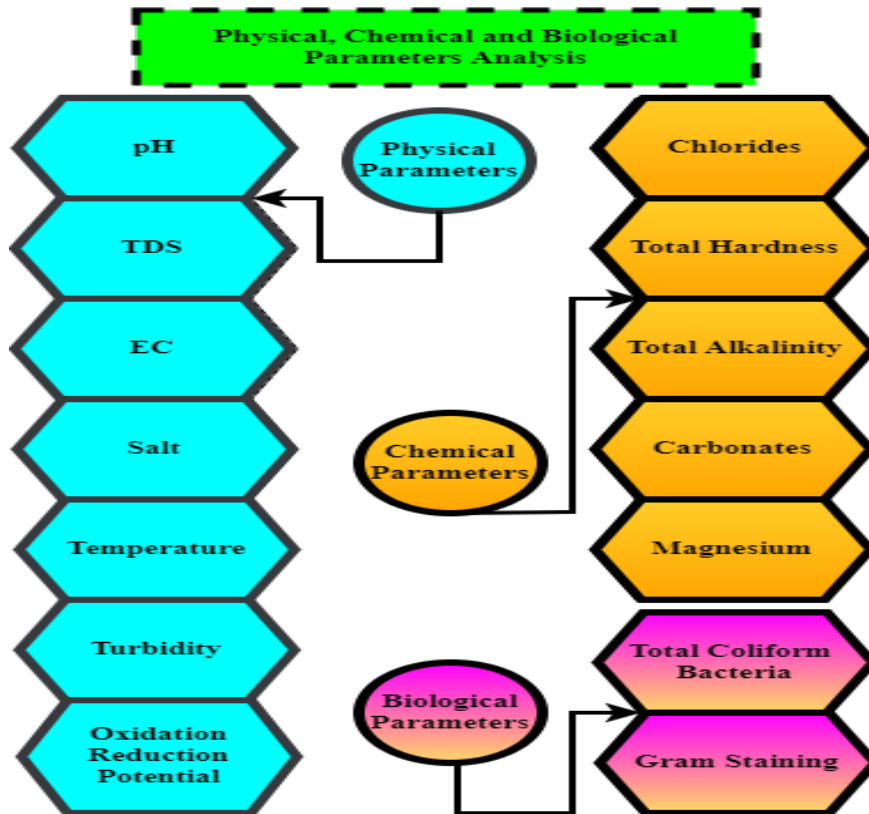 Physical, Chemical and Biological
Parameters Analysis
pH
TDS
EC
Salt
Temperature
Turbidity
Oxidation
Reduction
Potential
Physical
Parameters
Chemical
Parameters
Biological
Parameters
Chlorides
Total Hardness
Total Alkalinity
Carbonates
Magnesium
Total Coliform
Bacteria
Gram Staining